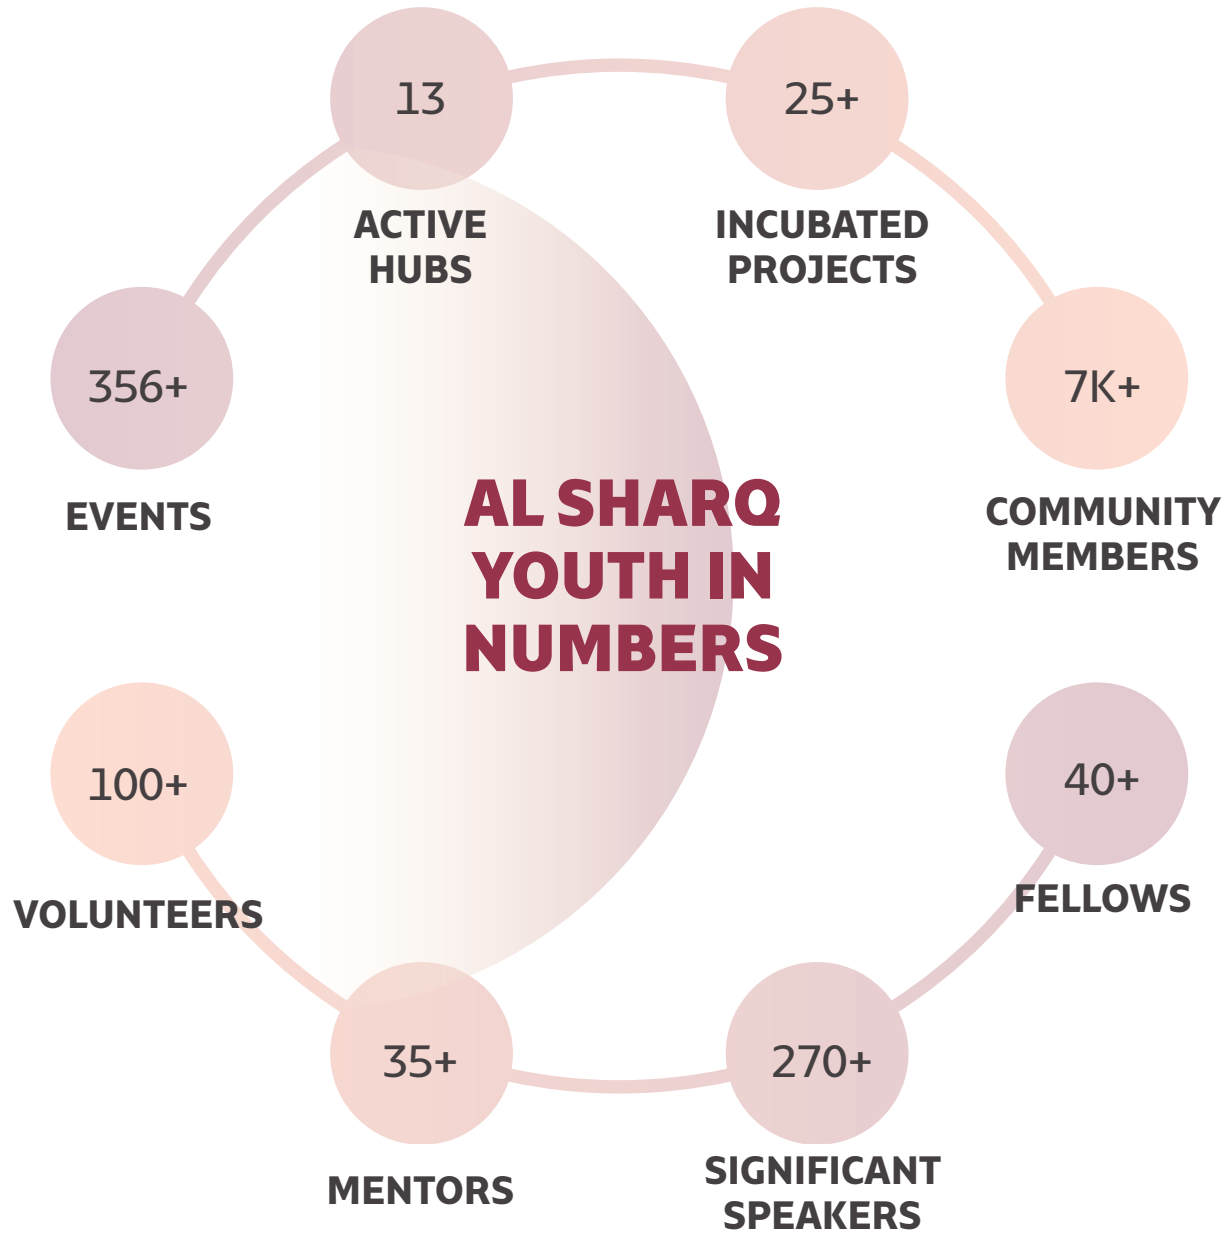 13
ACTIVE
HUBS
25+
INCUBATED
PROJECTS
356+
EVENTS
7K+
COMMUNITY
MEMBERS
AL SHARQ
YOUTH IN
NUMBERS
100+
VOLUNTEERS
40+
FELLOWS
35+
MENTORS
270+
SIGNIFICANT
SPEAKERS